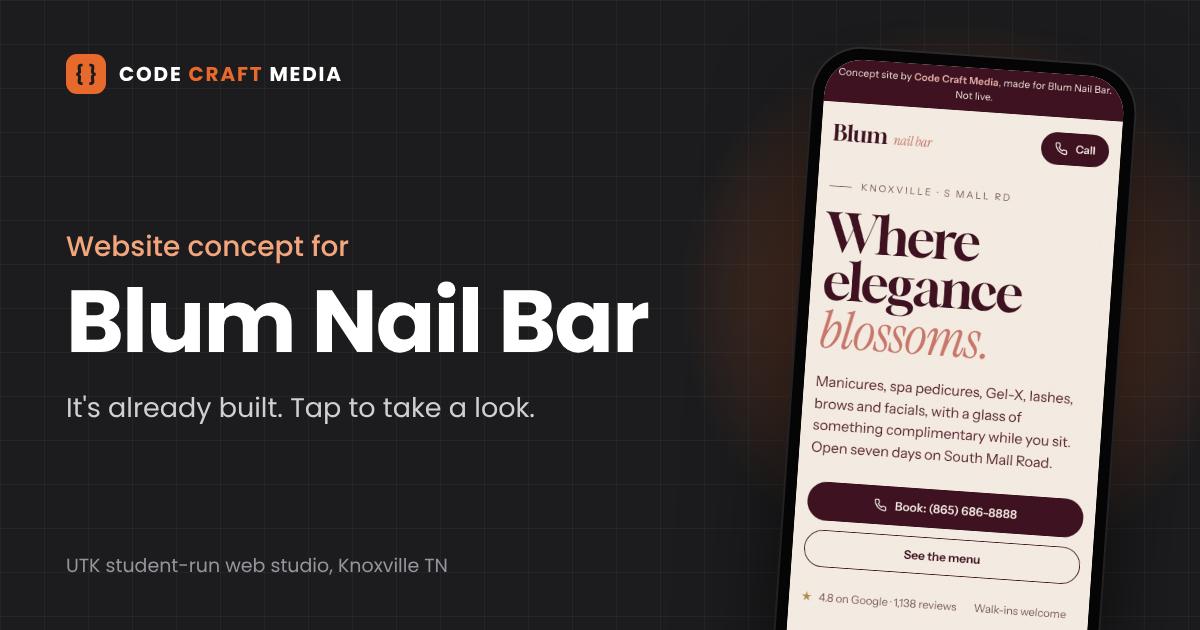 { } CODE CRAFT MEDIA
Website concept for
Blum Nail Bar
It's already built. Tap to take a look.
UTK student-run web studio, Knoxville TN
Concept site by Code Craft Media, made for Blum Nail Bar.
Not live.
Blum nail bar
Call
KNOXVILLE · S MALL RD
Where
elegance
blossoms.
Manicures, spa pedicures, Gel-X, lashes,
brows and facials, with a glass of
something complimentary while you sit.
Open seven days on South Mall Road.
Book: (865) 686-8888
See the menu
★ 4.8 on Google · 1,138 reviews Walk-ins welcome